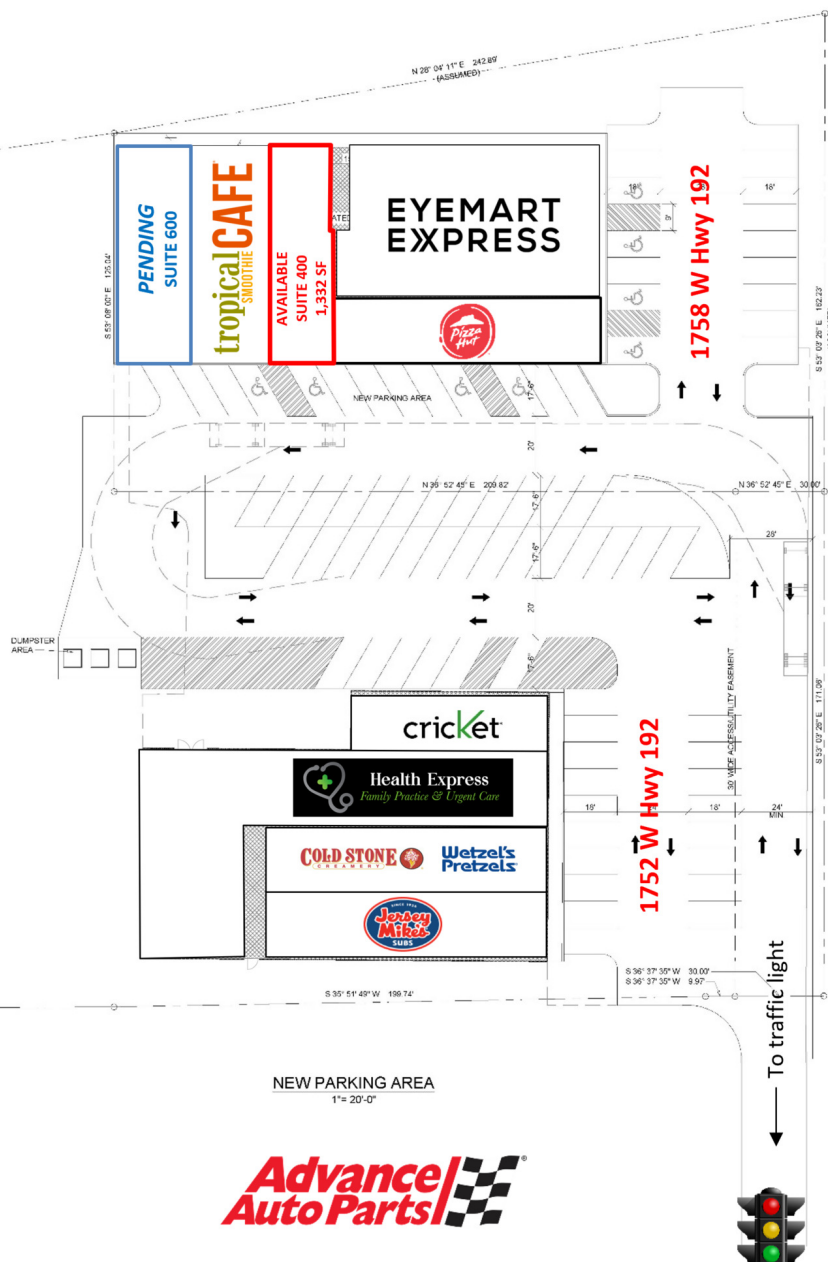 N 28° 04' 11" E 242.89'
(ASSUMED)
S 53° 08' 00" E 125.04'
PENDING
SUITE 600
tropical
SMOOTHIE
CAFE
AVAILABLE
SUITE 400
1,332 SF
EYEMART
EXPRESS
Pizza
Hut
1758 W Hwy 192
18'
18'
9'
S 53° 03' 26" E 162.23'
NEW PARKING AREA
17'-6"
20'
N 36° 52' 45" E 209.82'
N 36° 52' 45" E 30.00'
17'-6"
17'-6"
28'
20'
DUMPSTER
AREA
17'-6"
30' WIDE ACCESS/UTILITY EASEMENT
S 53° 03' 26" E 171.06'
cricket
Health Express
Family Practice & Urgent Care
COLD STONE
CREAMERY
Wetzel's
Pretzels
SINCE 1956
Jersey
Mike's
SUBS
1752 W Hwy 192
18'
18'
24'
MIN
S 36° 37' 35" W 30.00'
S 36° 37' 35" W 9.97'
S 35° 51' 49" W 199.74'
To traffic light
NEW PARKING AREA
1"= 20'-0"
Advance
Auto Parts